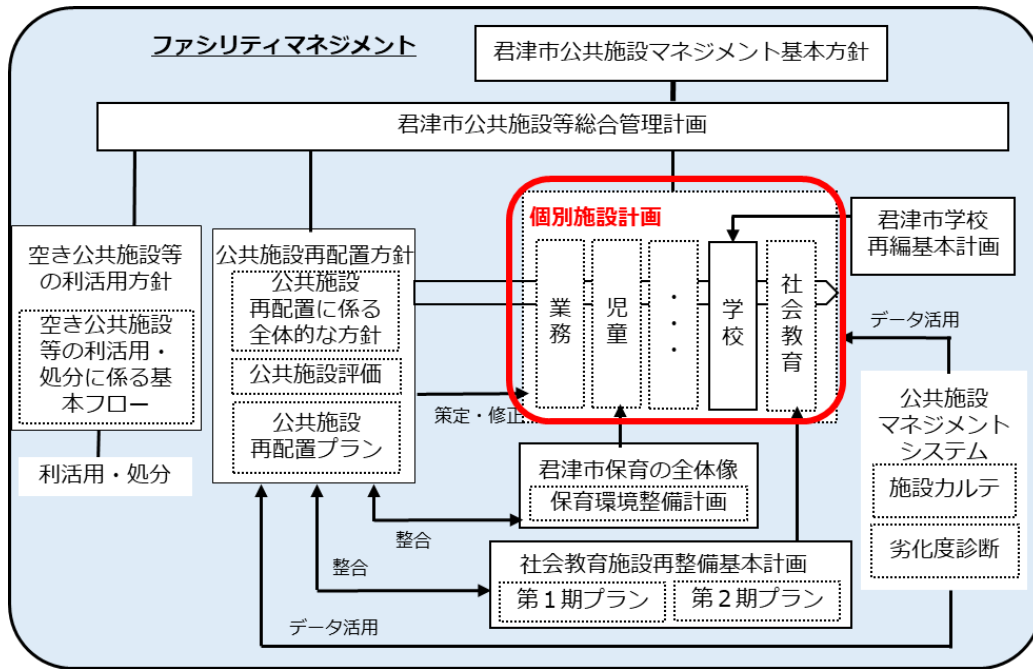 ファシリティマネジメント
君津市公共施設マネジメント基本方針
君津市公共施設等総合管理計画
空き公共施設等
の利活用方針
空き公共施設
等の利活用・
処分に係る基
本フロー
利活用・処分
公共施設再配置方針
公共施設
再配置に係る
全体的な方針
公共施設評価
公共施設
再配置プラン
策定・修正
個別施設計画
業務
児童
・・・
学校
社会教育
君津市学校
再編基本計画
データ活用
公共施設
マネジメント
システム
施設カルテ
劣化度診断
君津市保育の全体像
保育環境整備計画
整合
社会教育施設再整備基本計画
第１期プラン
第２期プラン
整合
データ活用